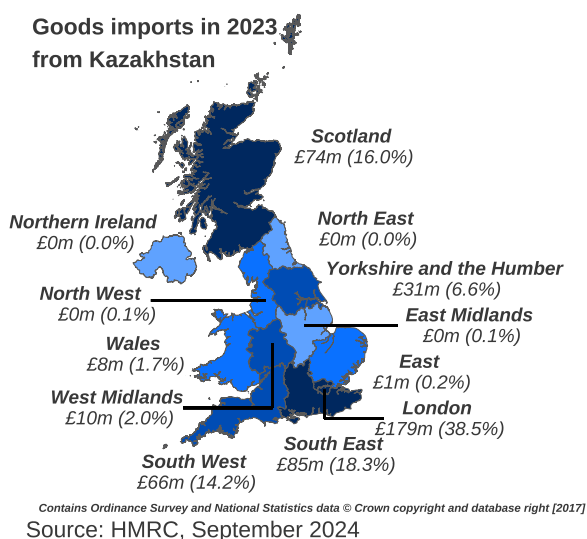 Goods imports in 2023
from Kazakhstan
Scotland
£74m (16.0%)
Northern Ireland
£0m (0.0%)
North East
£0m (0.0%)
Yorkshire and the Humber
£31m (6.6%)
North West
£0m (0.1%)
East Midlands
£0m (0.1%)
Wales
£8m (1.7%)
East
£1m (0.2%)
West Midlands
£10m (2.0%)
London
£179m (38.5%)
South East
£85m (18.3%)
South West
£66m (14.2%)
Contains Ordinance Survey and National Statistics data © Crown copyright and database right [2017]
Source: HMRC, September 2024